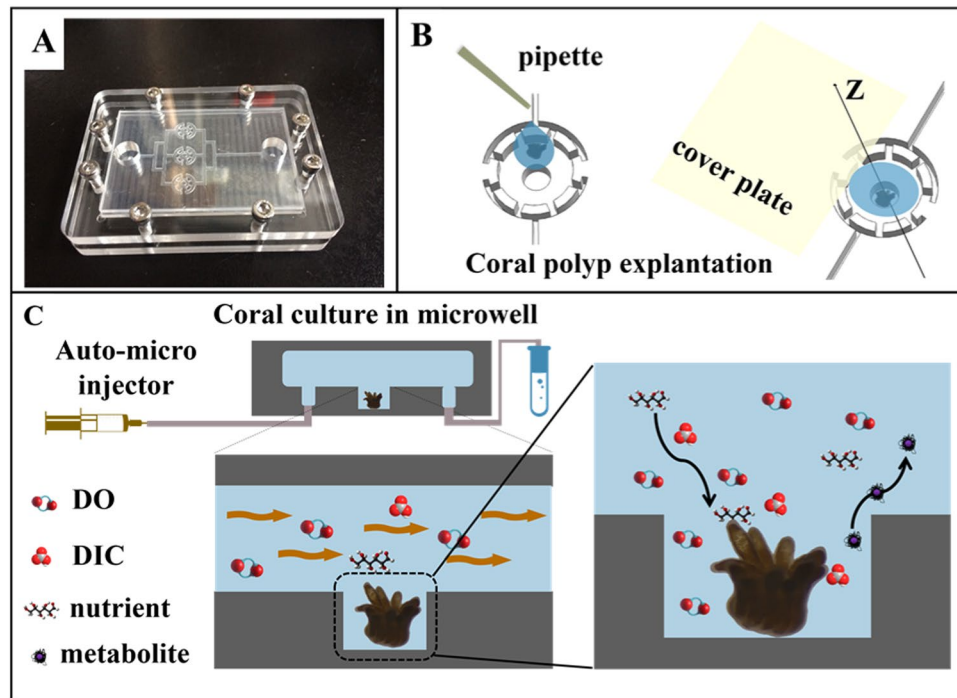 A
B
pipette
Z
cover plate
Coral polyp explantation
C
Coral culture in microwell
Auto-micro
injector
DO
DIC
nutrient
metabolite